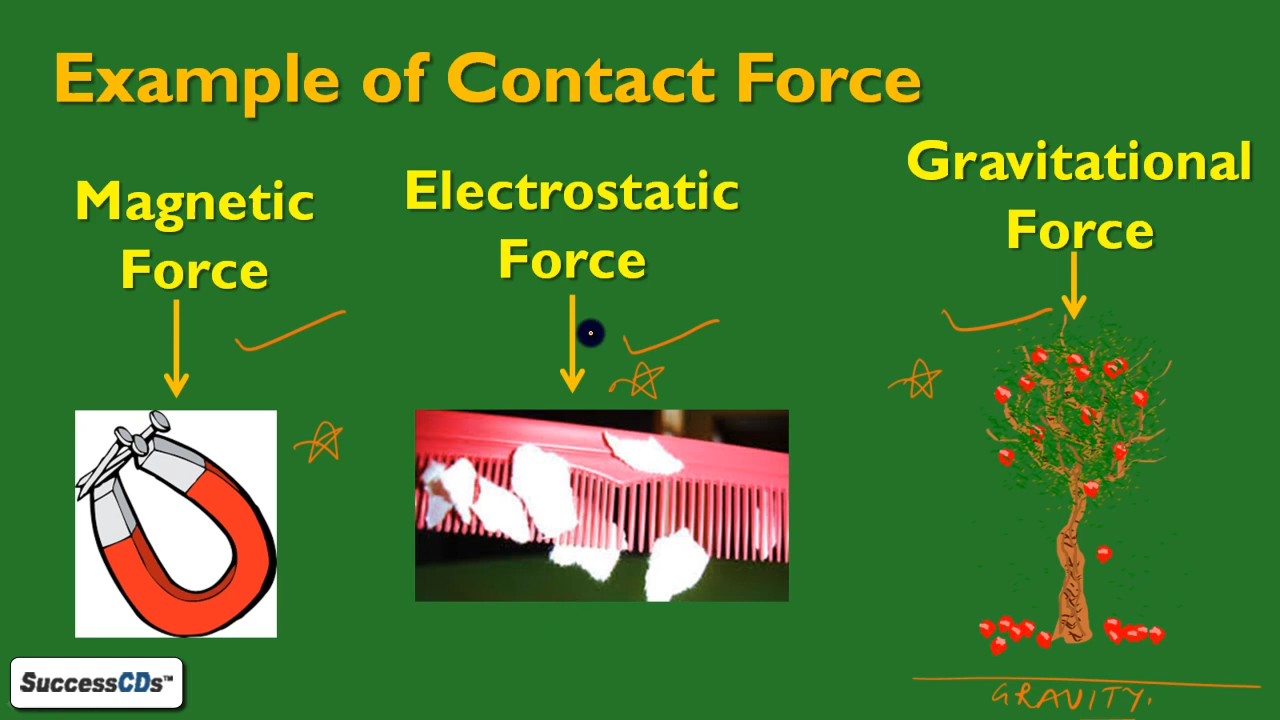 Example of Contact Force
Magnetic
Force
Electrostatic
Force
Gravitational
Force
SuccessCDs™
GRAVITY.